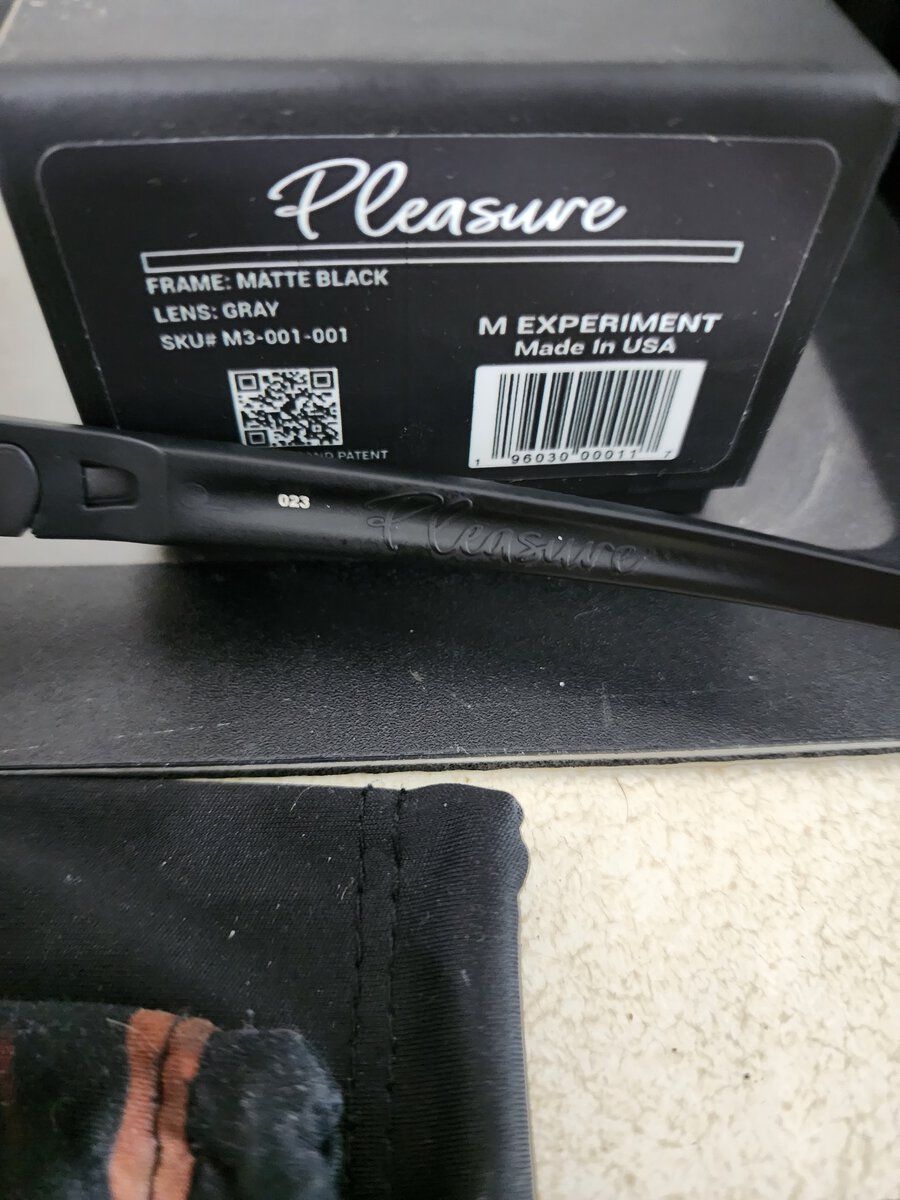 Pleasure
FRAME: MATTE BLACK
LENS: GRAY
SKU# M3-001-001
M EXPERIMENT
Made In USA
PATENT
1 96030 00011 7
023
Pleasure